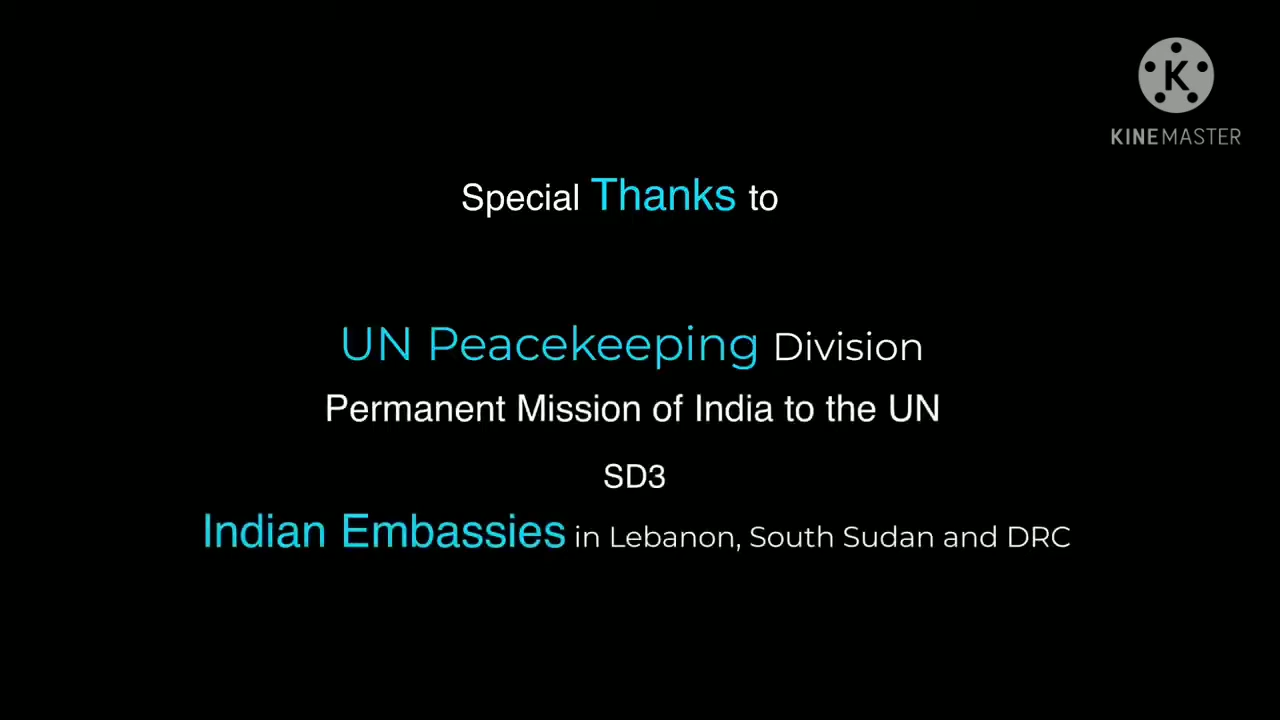 K
KINEMASTER
Special Thanks to
UN Peacekeeping Division
Permanent Mission of India to the UN
SD3
Indian Embassies in Lebanon, South Sudan and DRC